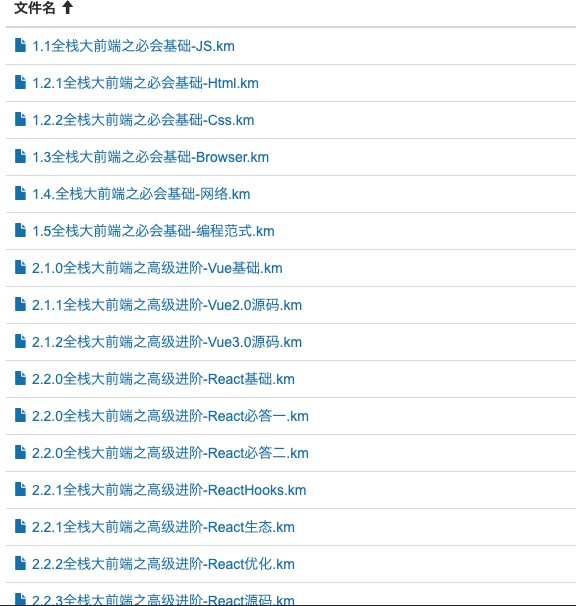 文件名
1.1全栈大前端之必会基础-JS.km
1.2.1全栈大前端之必会基础-Html.km
1.2.2全栈大前端之必会基础-Css.km
1.3全栈大前端之必会基础-Browser.km
1.4.全栈大前端之必会基础-网络.km
1.5全栈大前端之必会基础-编程范式.km
2.1.0全栈大前端之高级进阶-Vue基础.km
2.1.1全栈大前端之高级进阶-Vue2.0源码.km
2.1.2全栈大前端之高级进阶-Vue3.0源码.km
2.2.0全栈大前端之高级进阶-React基础.km
2.2.0全栈大前端之高级进阶-React必答一.km
2.2.0全栈大前端之高级进阶-React必答二.km
2.2.1全栈大前端之高级进阶-ReactHooks.km
2.2.1全栈大前端之高级进阶-React生态.km
2.2.2全栈大前端之高级进阶-React优化.km
2.2.3全栈大前端之高级进阶-React源码.km